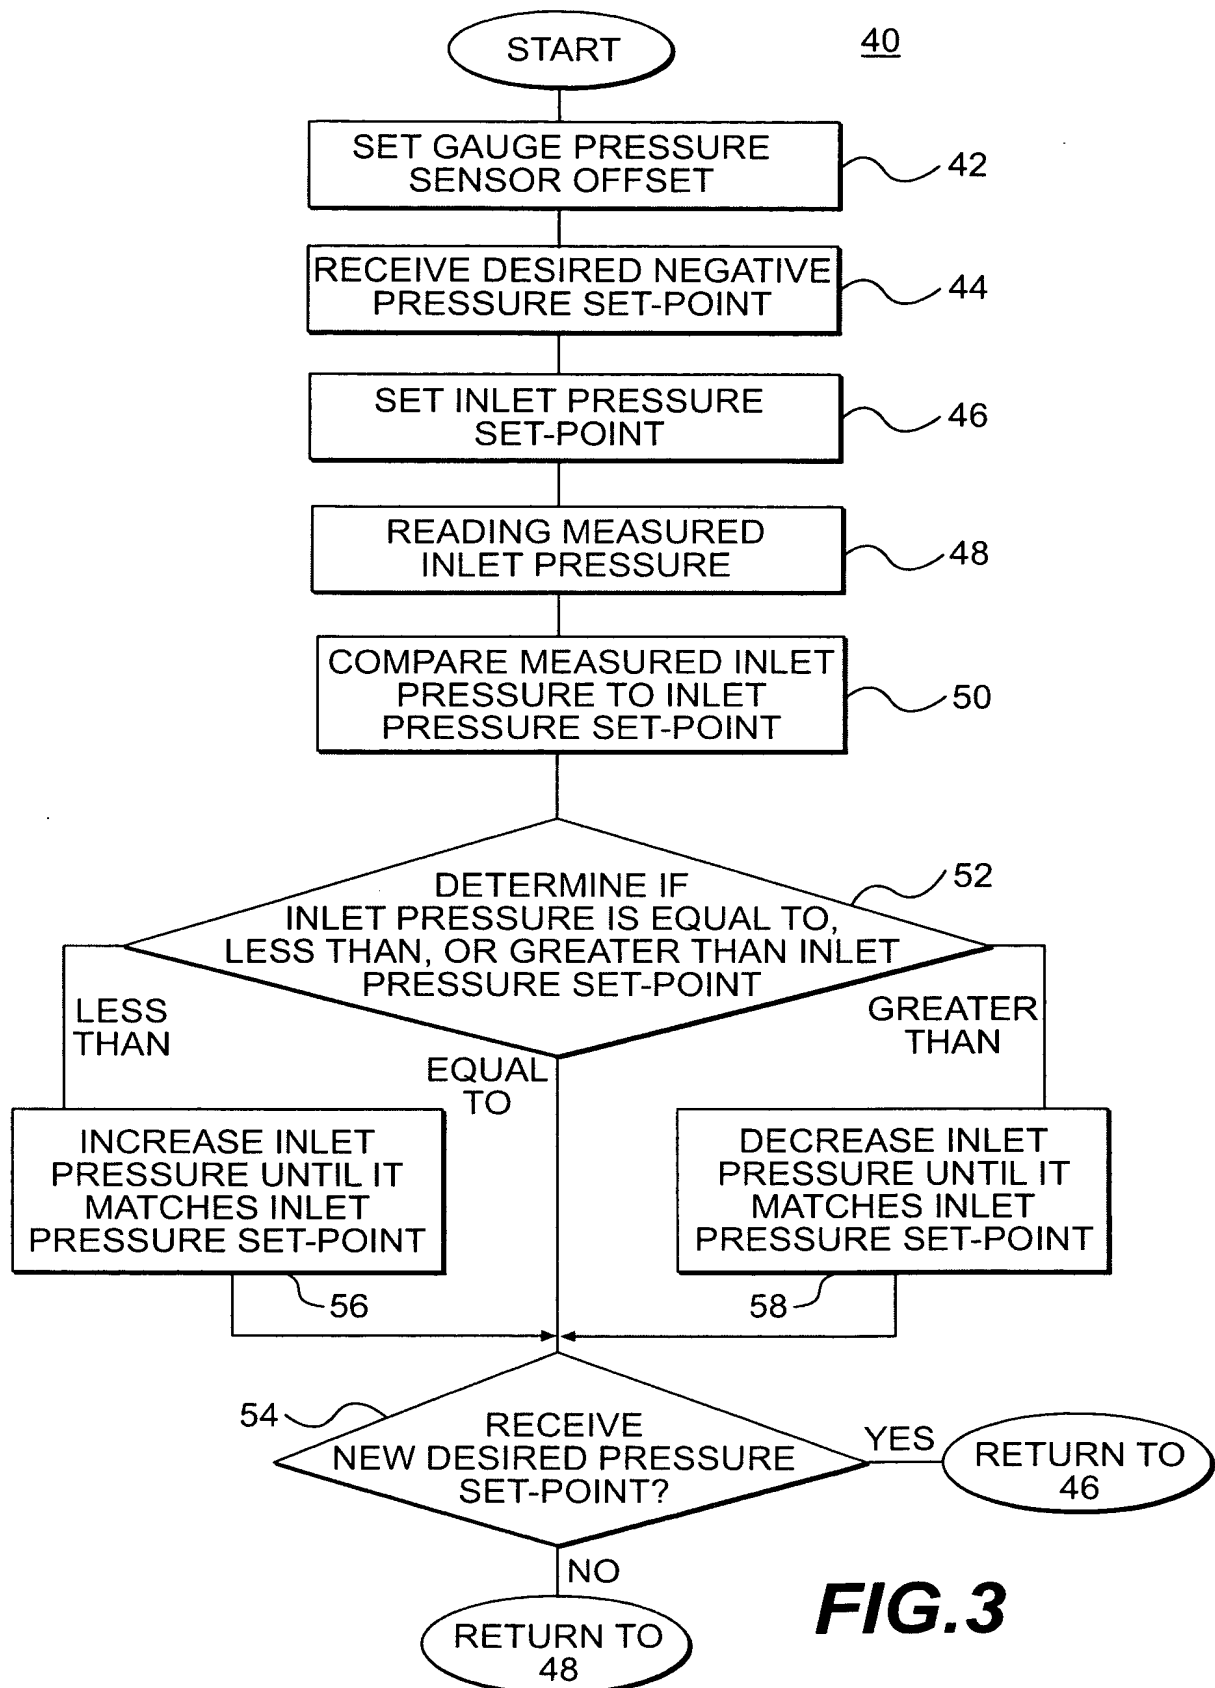 START
40
SET GAUGE PRESSURE
SENSOR OFFSET
42
RECEIVE DESIRED NEGATIVE
PRESSURE SET-POINT
44
SET INLET PRESSURE
SET-POINT
46
READING MEASURED
INLET PRESSURE
48
COMPARE MEASURED INLET
PRESSURE TO INLET
PRESSURE SET-POINT
50
DETERMINE IF
INLET PRESSURE IS EQUAL TO,
LESS THAN, OR GREATER THAN INLET
PRESSURE SET-POINT
52
LESS
THAN
EQUAL
TO
GREATER
THAN
INCREASE INLET
PRESSURE UNTIL IT
MATCHES INLET
PRESSURE SET-POINT
56
DECREASE INLET
PRESSURE UNTIL IT
MATCHES INLET
PRESSURE SET-POINT
58
54
RECEIVE
NEW DESIRED PRESSURE
SET-POINT?
YES
RETURN TO
46
NO
RETURN TO
48
FIG.3